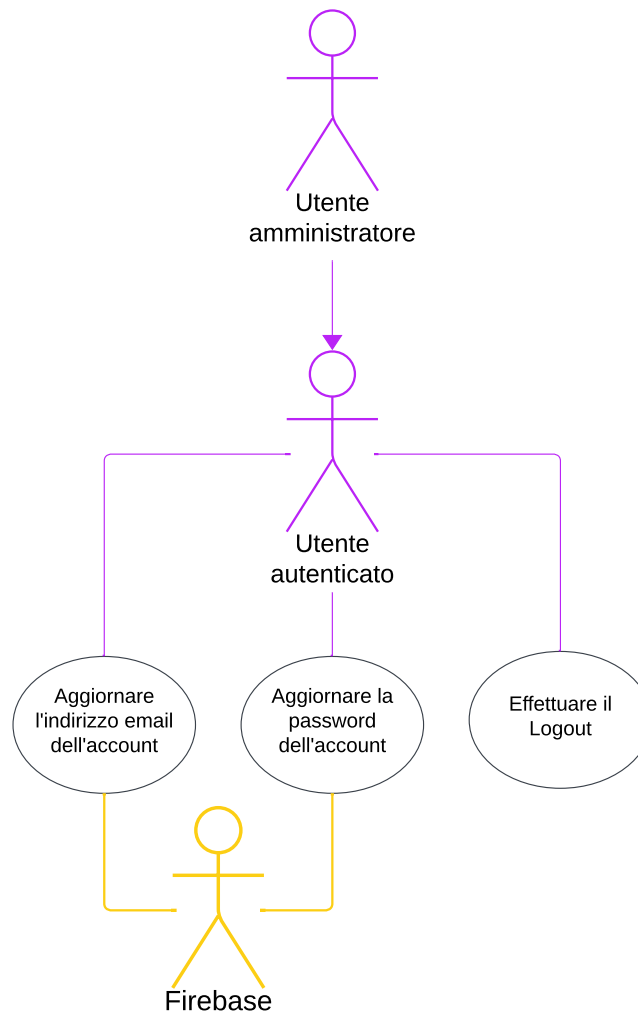 Utente
amministratore
Utente
autenticato
Aggiornare
l'indirizzo email
dell'account
Aggiornare la
password
dell'account
Effettuare il
Logout
Firebase